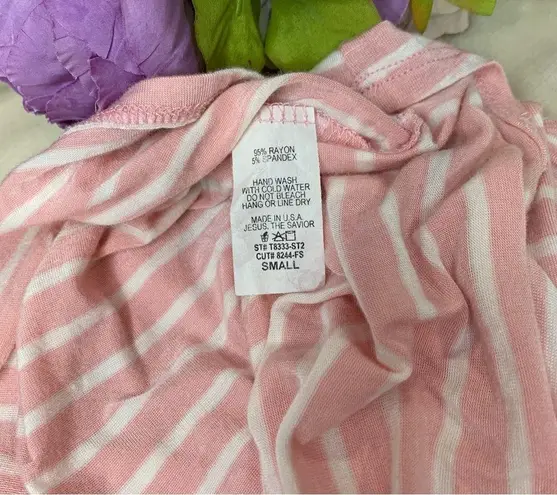 95% RAYON
5% SPANDEX
HAND WASH
WITH COLD WATER
DO NOT BLEACH
HANG OR LINE DRY
MADE IN U.S.A.
JESUS, THE SAVIOR
ST# T8333-ST2
CUT# 8244-FS
SMALL